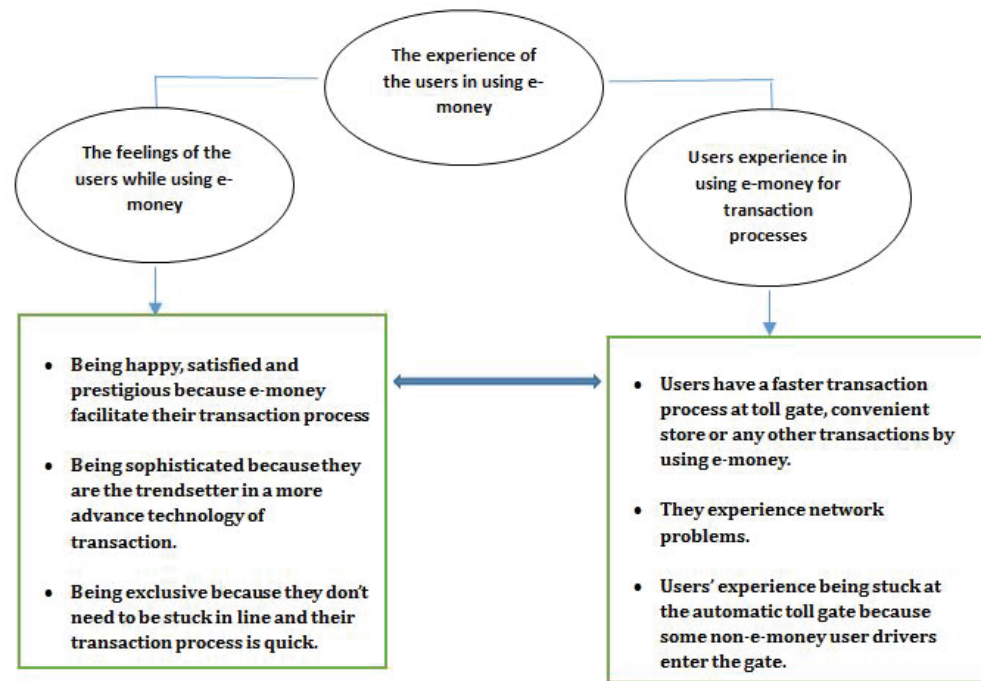 The experience of
the users in using e-
money
The feelings of the
users while using e-
money
Users experience in
using e-money for
transaction
processes
• Being happy, satisfied and
prestigious because e-money
facilitate their transaction process
• Being sophisticated because they
are the trendsetter in a more
advance technology of
transaction.
• Being exclusive because they don't
need to be stuck in line and their
transaction process is quick.
• Users have a faster transaction
process at toll gate, convenient
store or any other transactions by
using e-money.
• They experience network
problems.
• Users' experience being stuck at
the automatic toll gate because
some non-e-money user drivers
enter the gate.